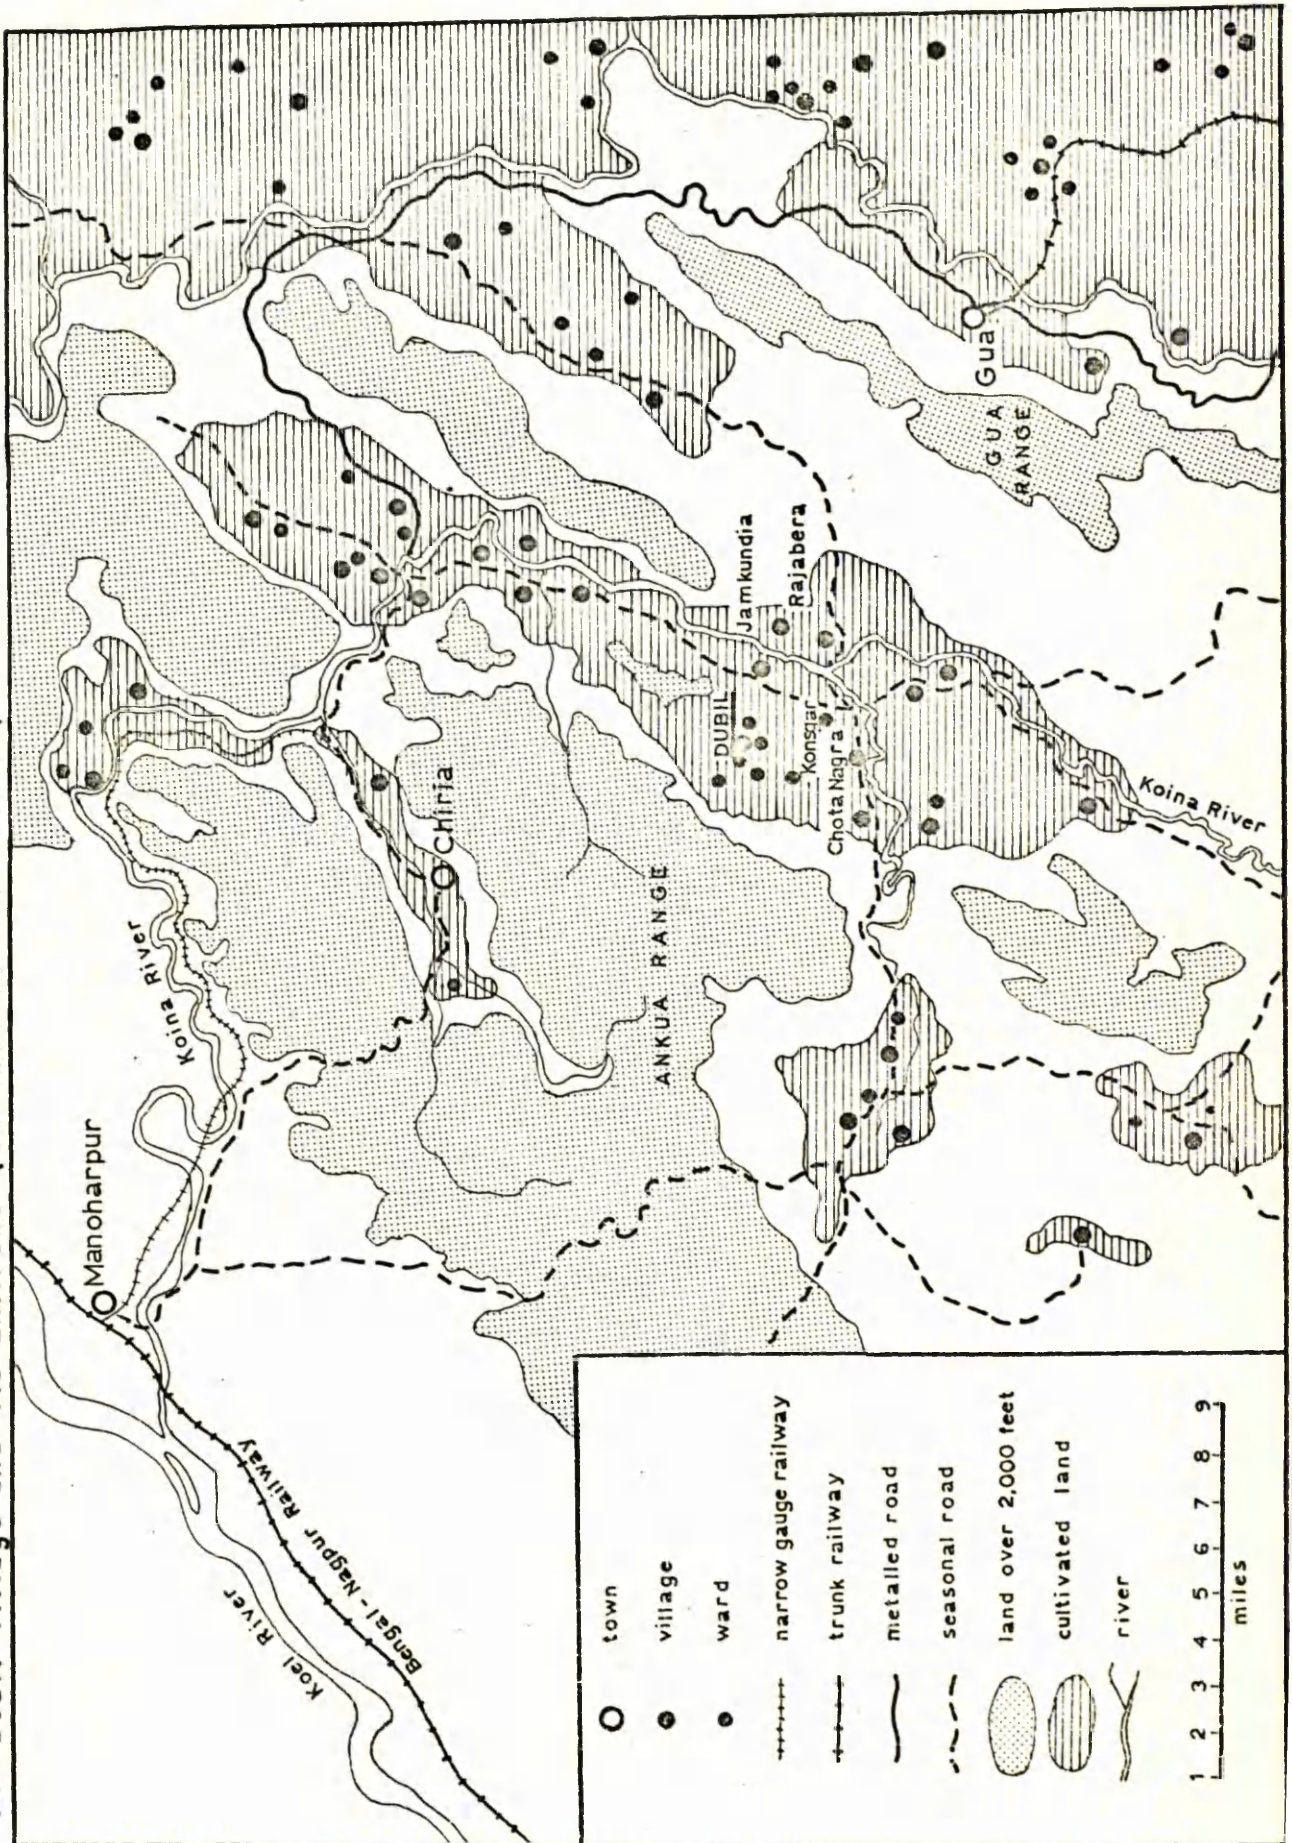 Manoharpur
Koina River
Koel River
Bengal-Nagpur Railway
Chiria
ANKUA RANGE
DUBIL
Jamkundia
Rajabera
Konsgar
Chota Nagra
Koina River
Gua
GUA
RANGE
town
village
ward
narrow gauge railway
trunk railway
metalled road
seasonal road
land over 2,000 feet
cultivated land
river
1 2 3 4 5 6 7 8 9
miles